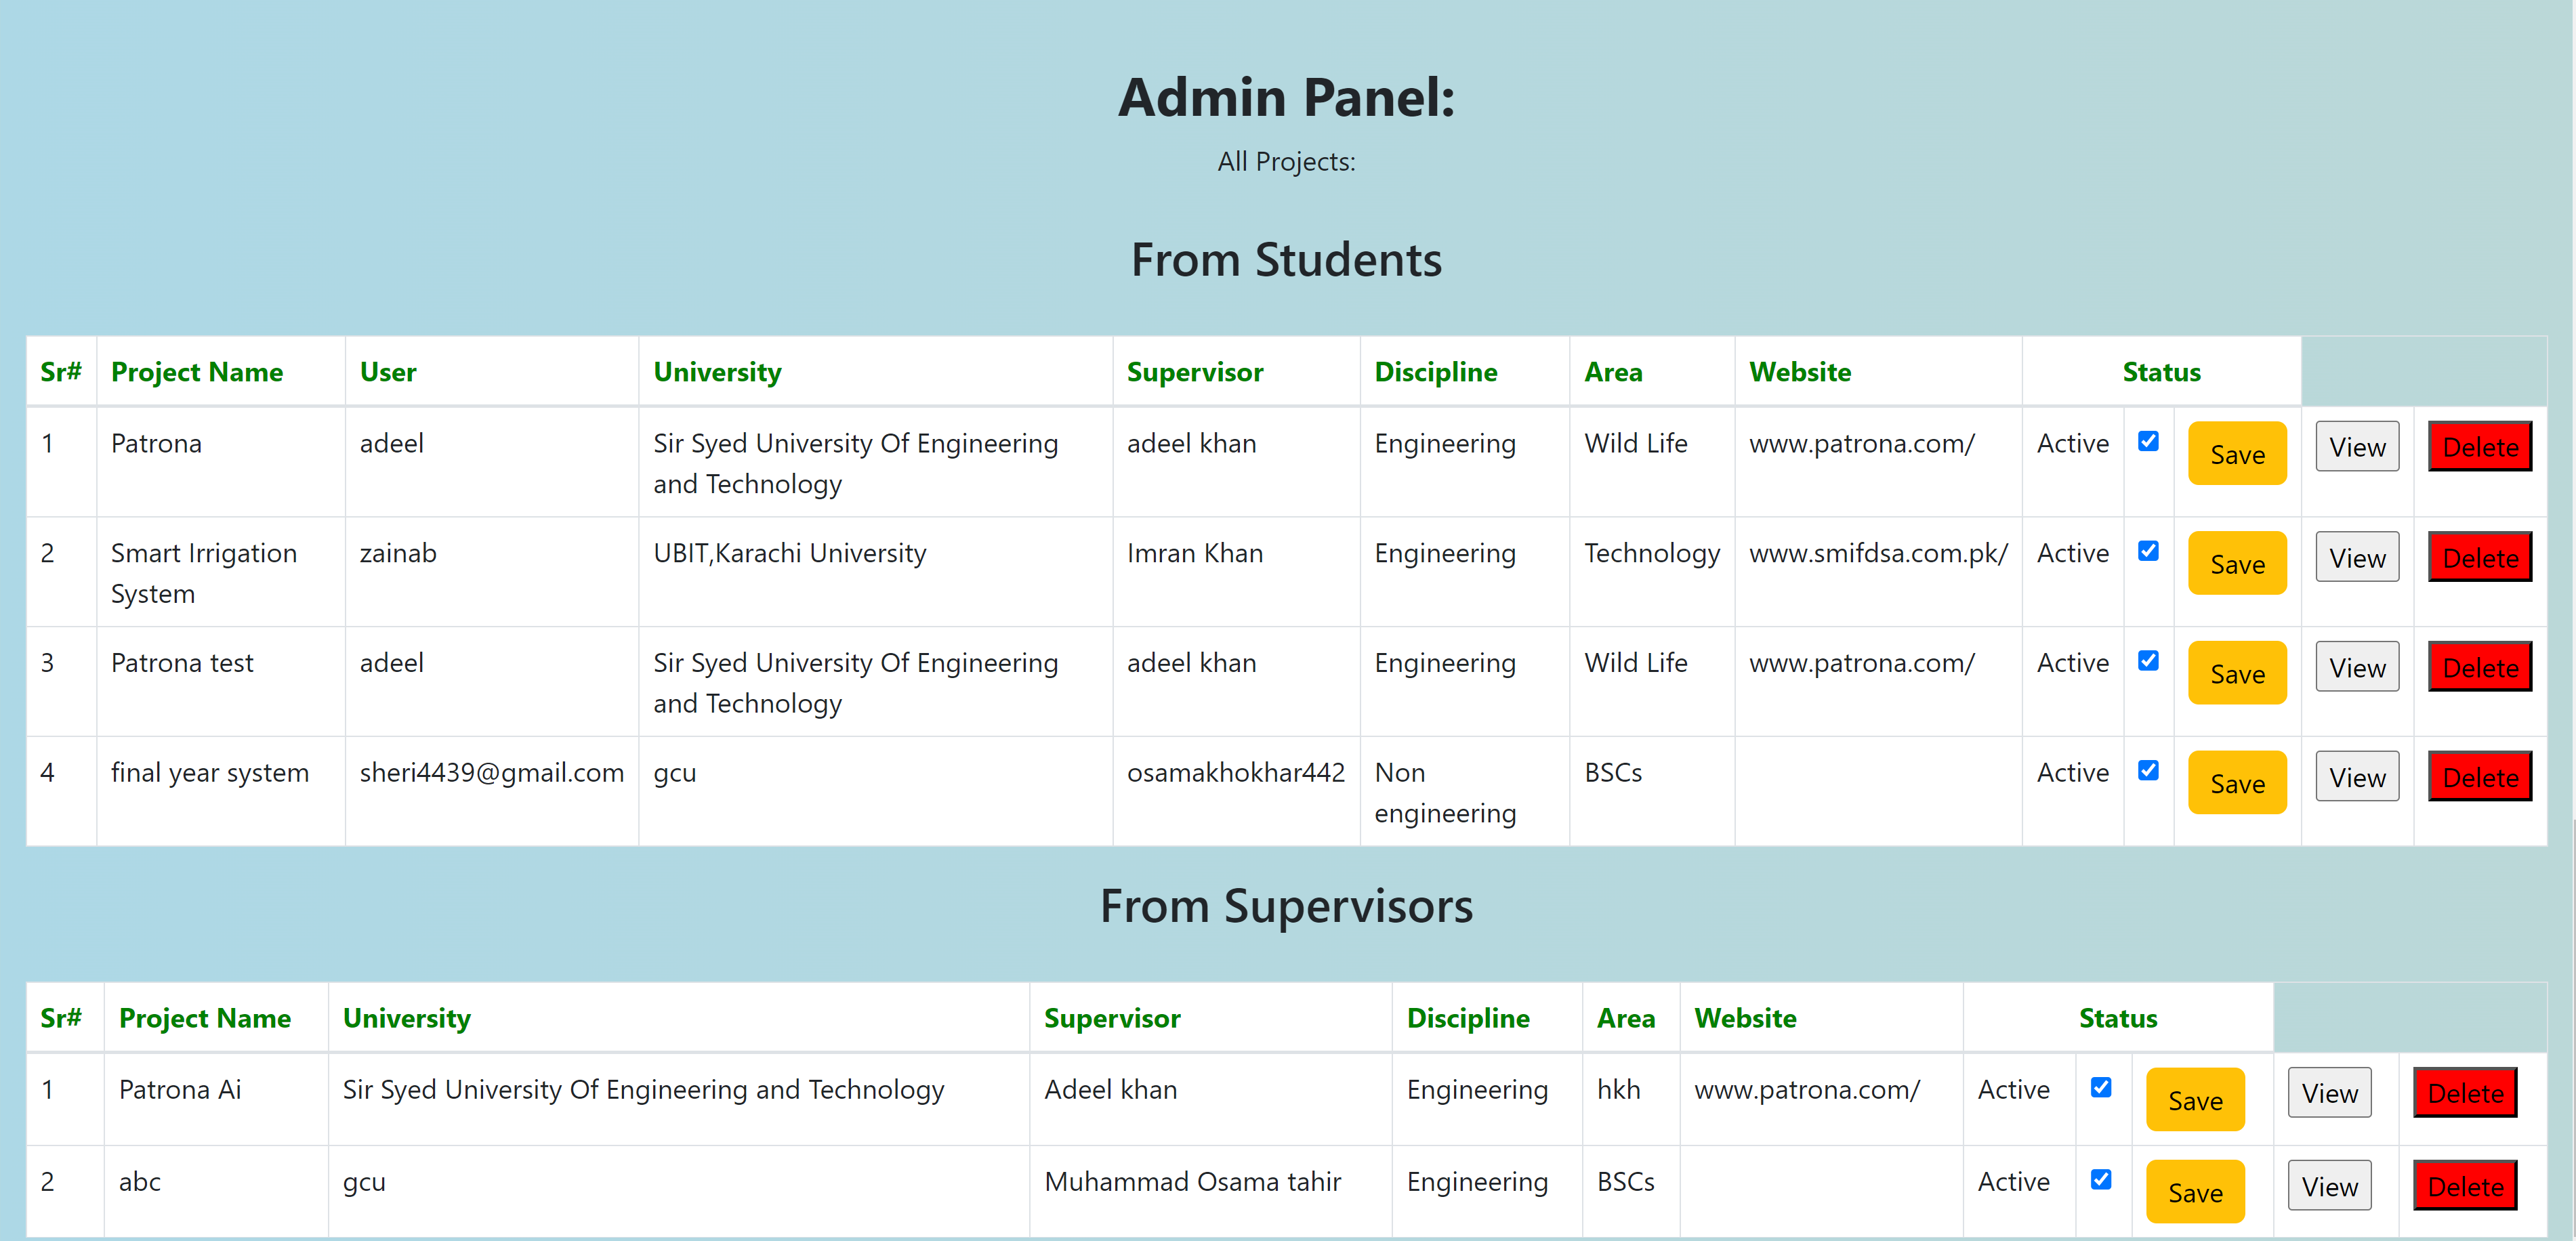 Admin Panel:
All Projects:
From Students
Sr# Project Name User University Supervisor Discipline Area Website Status
1 Patrona adeel Sir Syed University Of Engineering and Technology adeel khan Engineering Wild Life www.patrona.com/ Active Save View Delete
2 Smart Irrigation System zainab UBIT,Karachi University Imran Khan Engineering Technology www.smifdsa.com.pk/ Active Save View Delete
3 Patrona test adeel Sir Syed University Of Engineering and Technology adeel khan Engineering Wild Life www.patrona.com/ Active Save View Delete
4 final year system sheri4439@gmail.com gcu osamakhokhar442 Non engineering BSCs Active Save View Delete
From Supervisors
Sr# Project Name University Supervisor Discipline Area Website Status
1 Patrona Ai Sir Syed University Of Engineering and Technology Adeel khan Engineering hkh www.patrona.com/ Active Save View Delete
2 abc gcu Muhammad Osama tahir Engineering BSCs Active Save View Delete